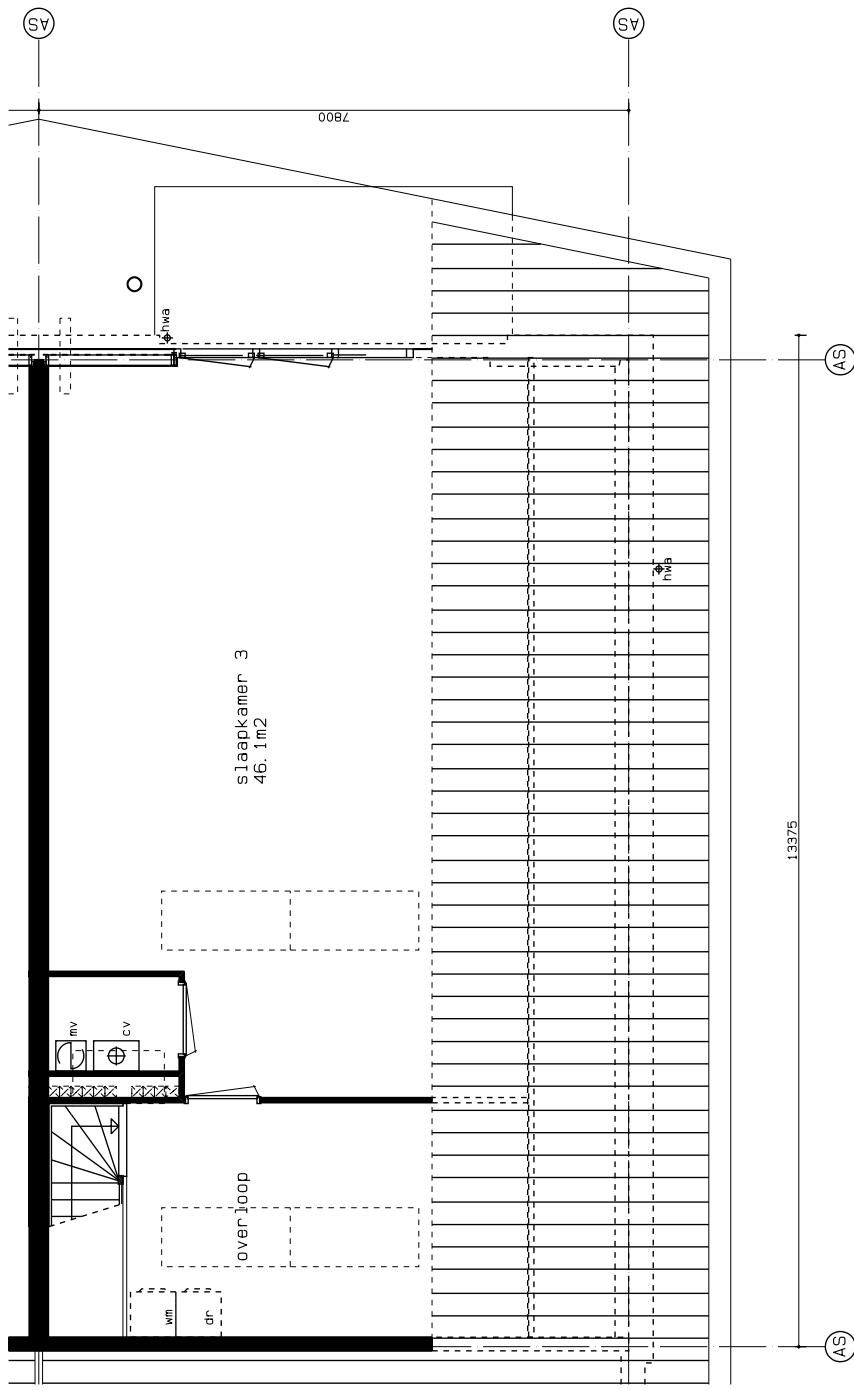 AS
AS
7800
hwa
AS
hwa
slaapkamer 3
46.1m2
13375
mv
cv
overloop
wm
dr
AS